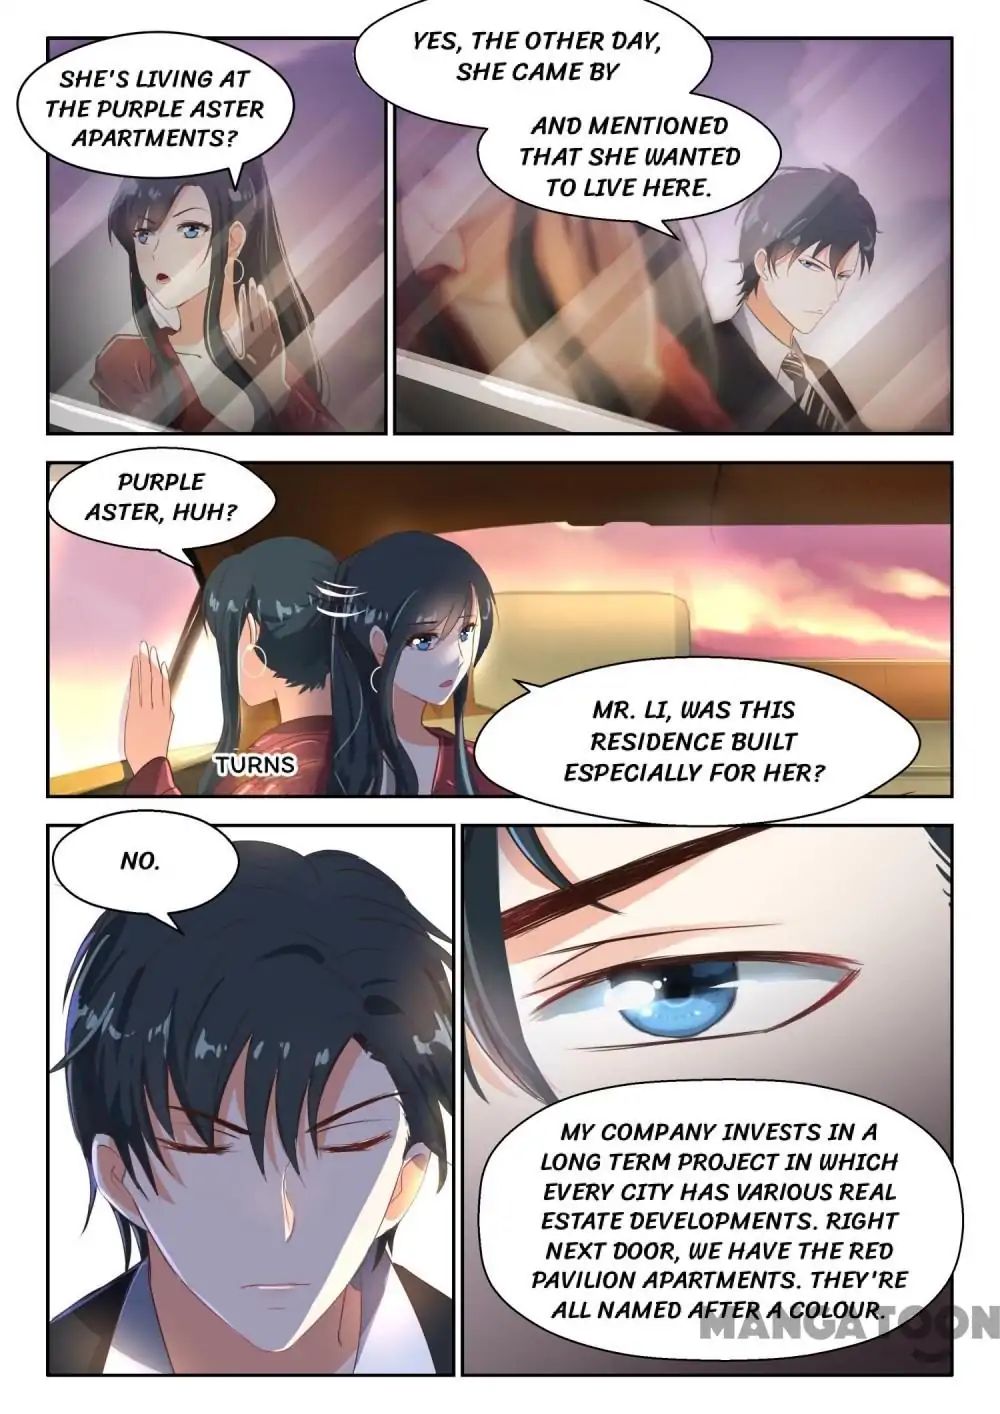 SHE'S LIVING AT
THE PURPLE ASTER
APARTMENTS?
YES, THE OTHER DAY,
SHE CAME BY
AND MENTIONED
THAT SHE WANTED
TO LIVE HERE.
PURPLE
ASTER, HUH?
TURNS
MR. LI, WAS THIS
RESIDENCE BUILT
ESPECIALLY FOR HER?
NO.
MY COMPANY INVESTS IN A
LONG TERM PROJECT IN WHICH
EVERY CITY HAS VARIOUS REAL
ESTATE DEVELOPMENTS. RIGHT
NEXT DOOR, WE HAVE THE RED
PAVILION APARTMENTS. THEY'RE
ALL NAMED AFTER A COLOUR.
MANGATOON